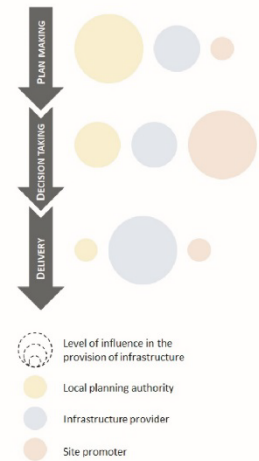 PLAN MAKING
DECISION TAKING
DELIVERY
Level of influence in the
provision of infrastructure
Local planning authority
Infrastructure provider
Site promoter